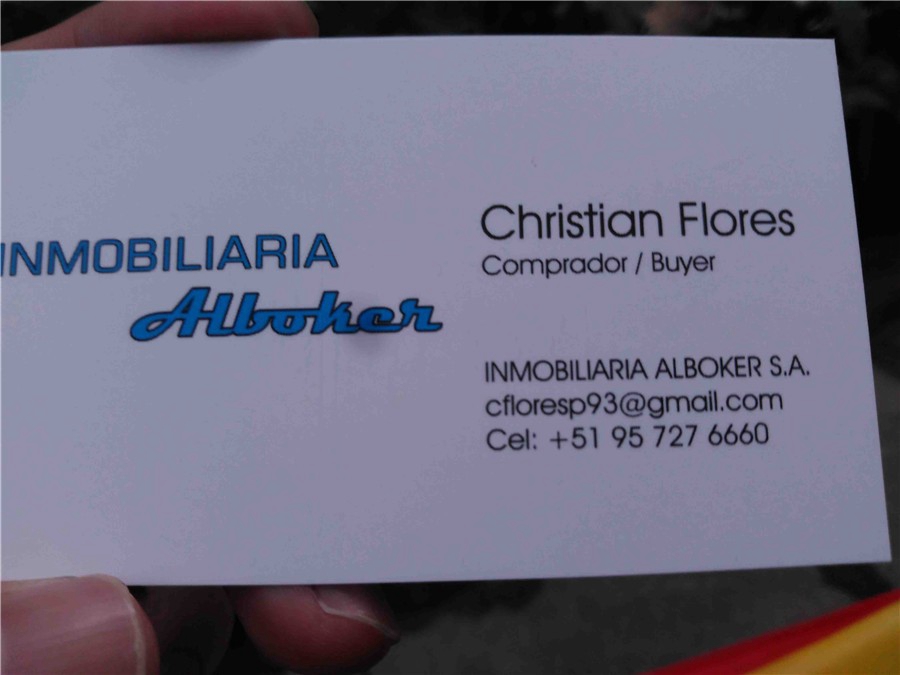 INMOBILIARIA
Alboker
Christian Flores
Comprador / Buyer
INMOBILIARIA ALBOKER S.A.
cfloresp93@gmail.com
Cel: +51 95 727 6660